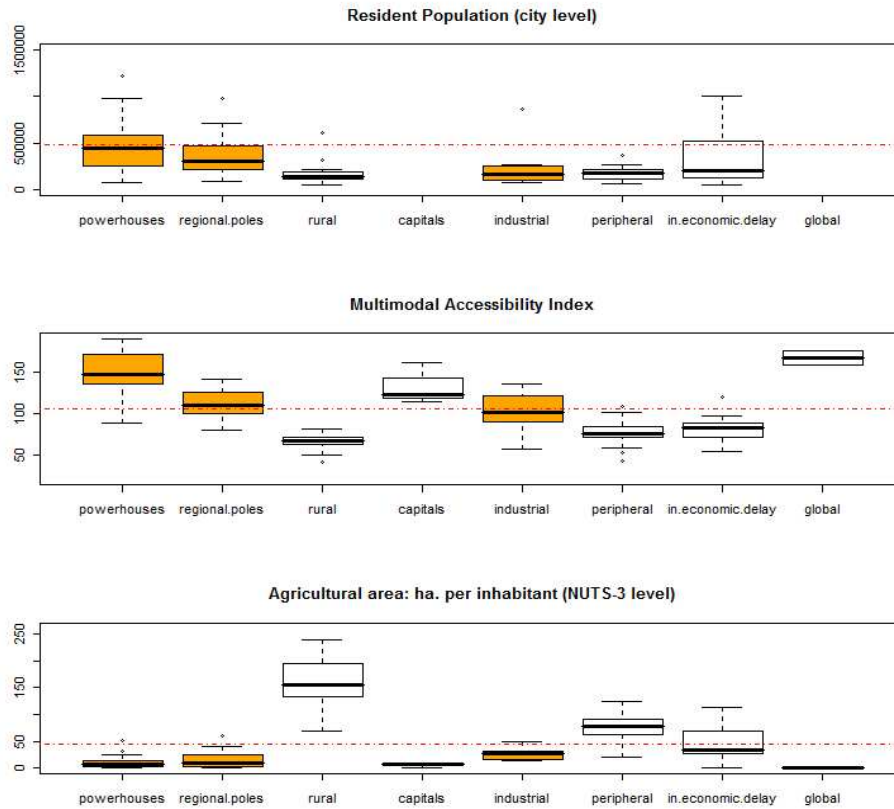 Resident Population (city level)
1500000
500000
0
powerhouses regional.poles rural capitals industrial peripheral in.economic.delay global
Multimodal Accessibility Index
150
100
50
powerhouses regional.poles rural capitals industrial peripheral in.economic.delay global
Agricultural area: ha. per inhabitant (NUTS-3 level)
250
150
50
0
powerhouses regional.poles rural capitals industrial peripheral in.economic.delay global